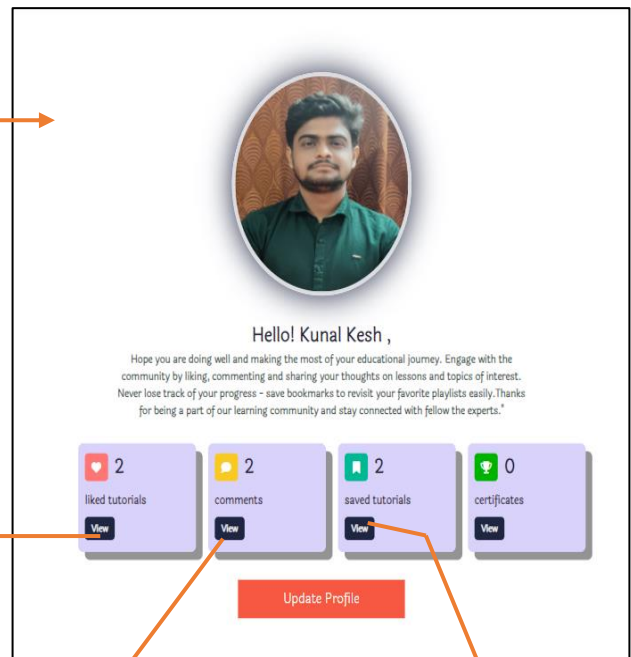 Hello! Kunal Kesh ,
Hope you are doing well and making the most of your educational journey. Engage with the
community by liking, commenting and sharing your thoughts on lessons and topics of interest.
Never lose track of your progress - save bookmarks to revisit your favorite playlists easily.Thanks
for being a part of our learning community and stay connected with fellow the experts."
2
liked tutorials
View
2
comments
View
2
saved tutorials
View
0
certificates
View
Update Profile